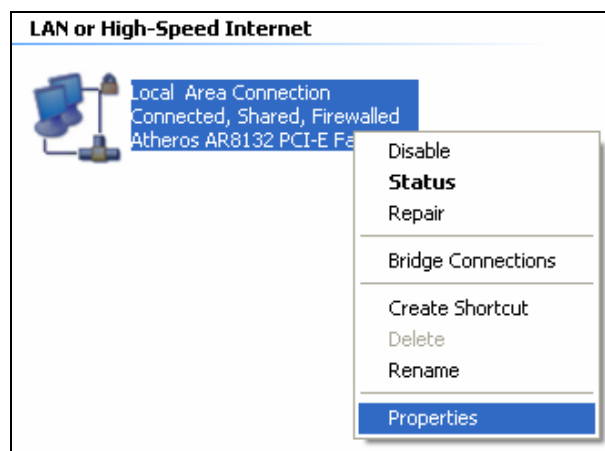 LAN or High-Speed Internet
Local Area Connection
Connected, Shared, Firewalled
Atheros AR8132 PCI-E Fa
Disable
Status
Repair
Bridge Connections
Create Shortcut
Delete
Rename
Properties